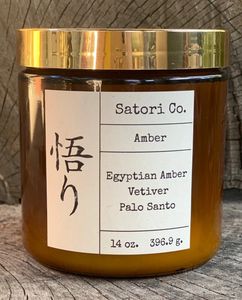 悟り
Satori Co.
Amber
Egyptian Amber
Vetiver
Palo Santo
14 oz. 396.9 g.